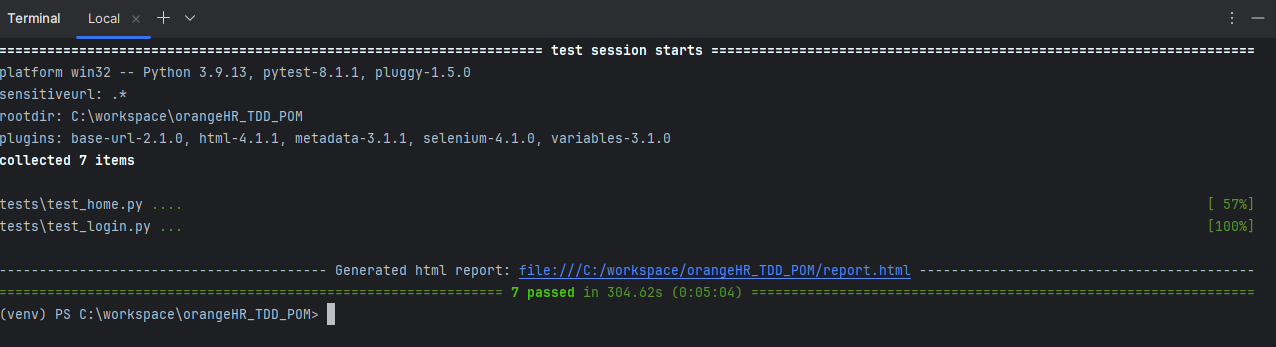 Terminal Local × + ⌄ ⋮ —
====================================================================== test session starts ======================================================================
platform win32 -- Python 3.9.13, pytest-8.1.1, pluggy-1.5.0
sensitiveurl: .*
rootdir: C:\workspace\orangeHR_TDD_POM
plugins: base-url-2.1.0, html-4.1.1, metadata-3.1.1, selenium-4.1.0, variables-3.1.0
collected 7 items
tests\test_home.py .... [ 57%]
tests\test_login.py ... [100%]
----------------------------------------- Generated html report: file:///C:/workspace/orangeHR_TDD_POM/report.html ------------------------------------------
=============================================================== 7 passed in 304.62s (0:05:04) ===============================================================
(venv) PS C:\workspace\orangeHR_TDD_POM>